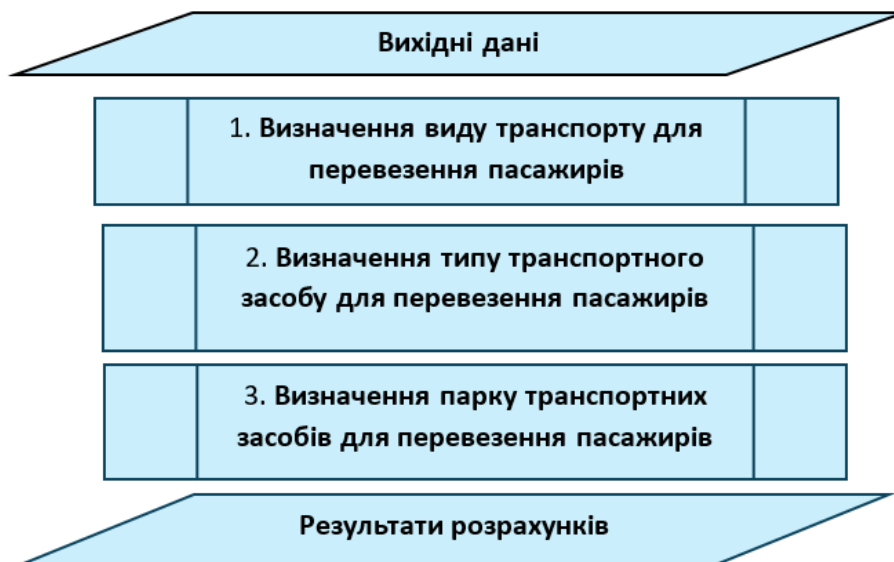 Вихідні дані
1. Визначення виду транспорту для
перевезення пасажирів
2. Визначення типу транспортного
засобу для перевезення пасажирів
3. Визначення парку транспортних
засобів для перевезення пасажирів
Результати розрахунків